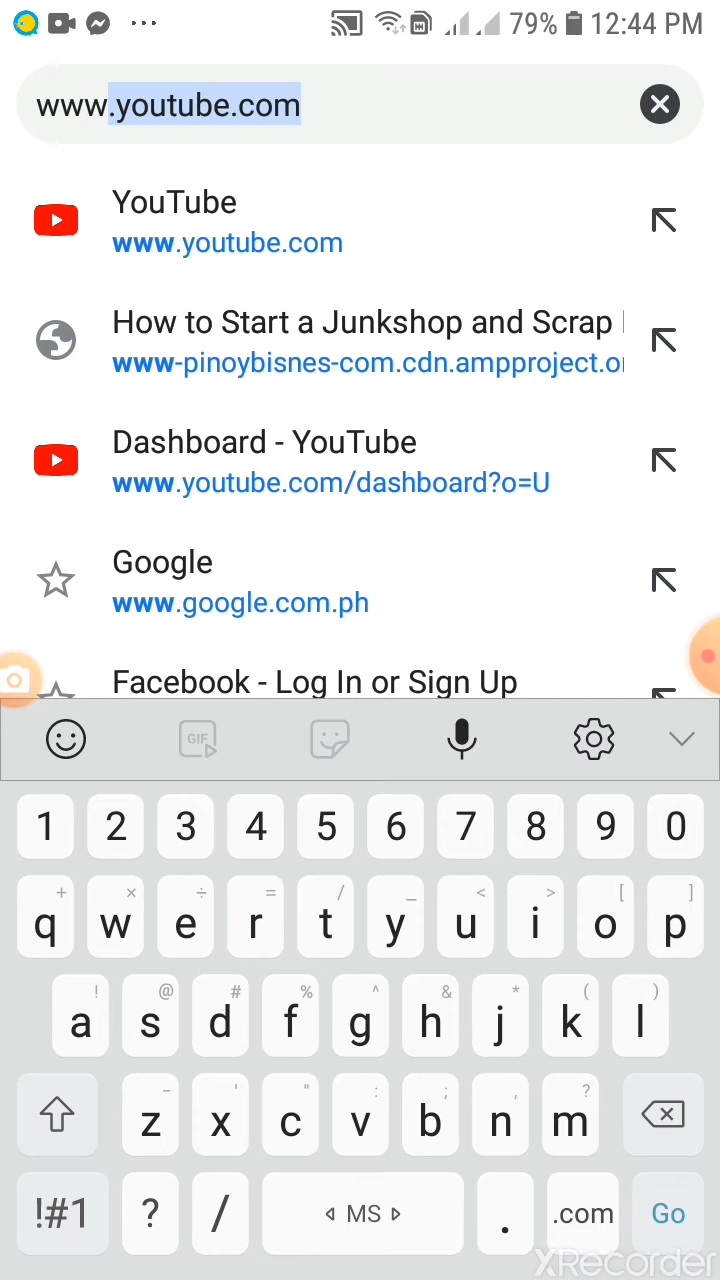 79% 12:44 PM
www.youtube.com
YouTube
www.youtube.com
How to Start a Junkshop and Scrap
www-pinoybisnes-com.cdn.ampproject.or
Dashboard - YouTube
www.youtube.com/dashboard?o=U
Google
www.google.com.ph
Facebook - Log In or Sign Up
GIF
1 2 3 4 5 6 7 8 9 0
+ × ÷ = / _ < > [ ]
q w e r t y u i o p
! @ # % ^ & * ( )
a s d f g h j k l
- ' " : ; , ?
z x c v b n m
!#1 ? / MS . .com Go
XRecorder